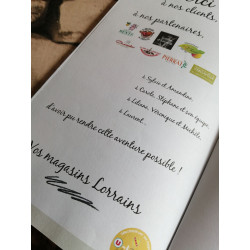 à nos clients,
à nos partenaires,
à Sylvie et Amandine,
à Carole, Stéphane et son équipe,
à Liliane, Véronique et Michèle,
à Laurent...
d'avoir pu rendre cette aventure possible !
Vos magasins Lorrains
U